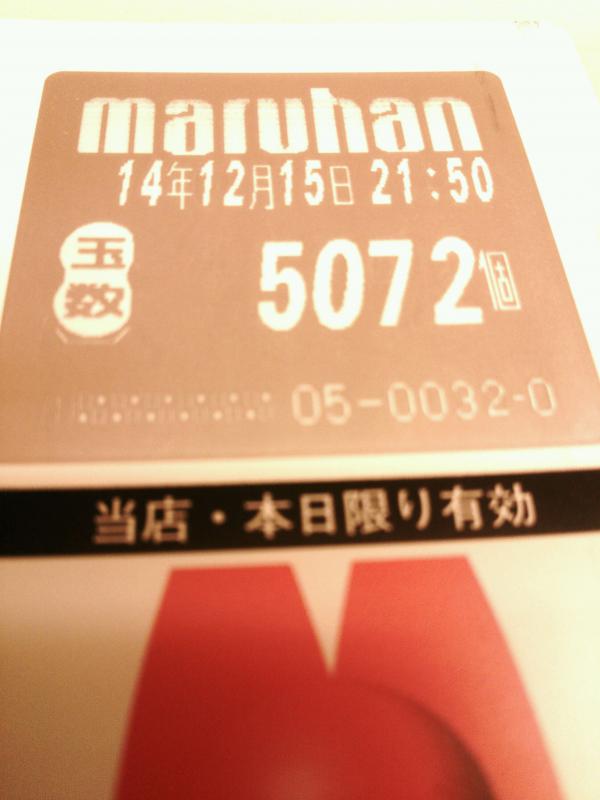 maruhan
14年12月15日 21:50
玉数 5072個
05-0032-0
当店・本日限り有効